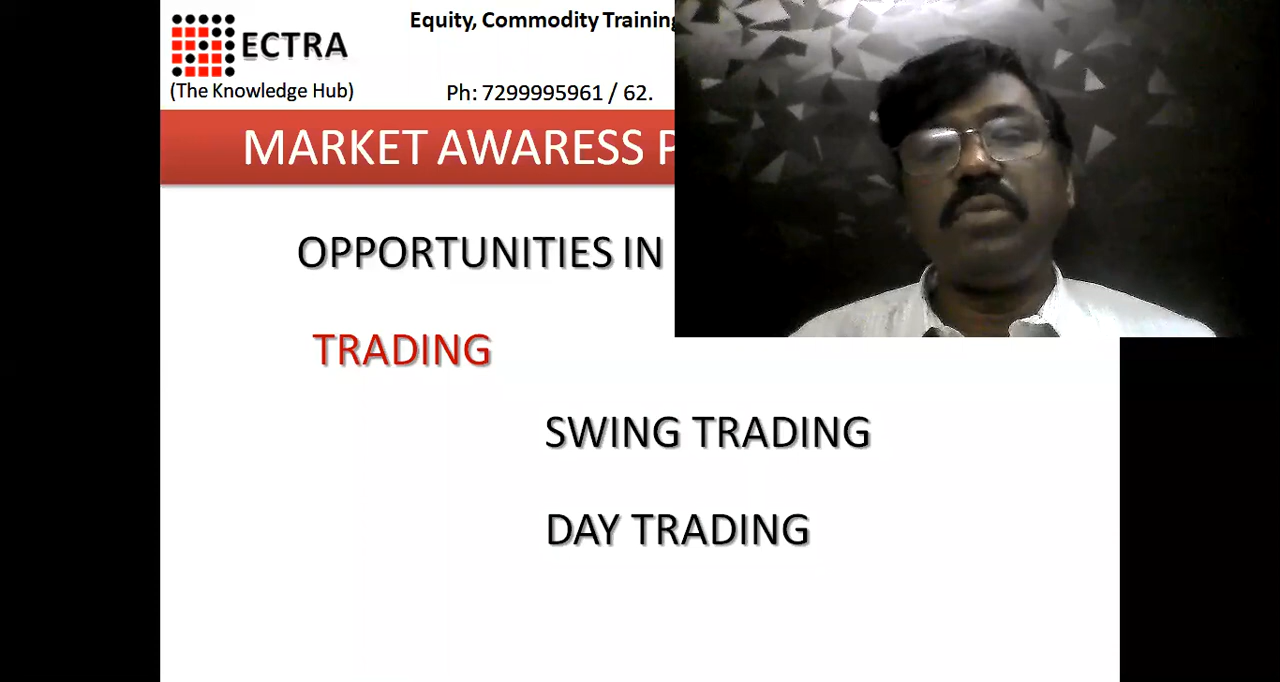 Equity, Commodity Training
ECTRA
(The Knowledge Hub)
Ph: 7299995961 / 62.
MARKET AWARESS P
OPPORTUNITIES IN
TRADING
SWING TRADING
DAY TRADING